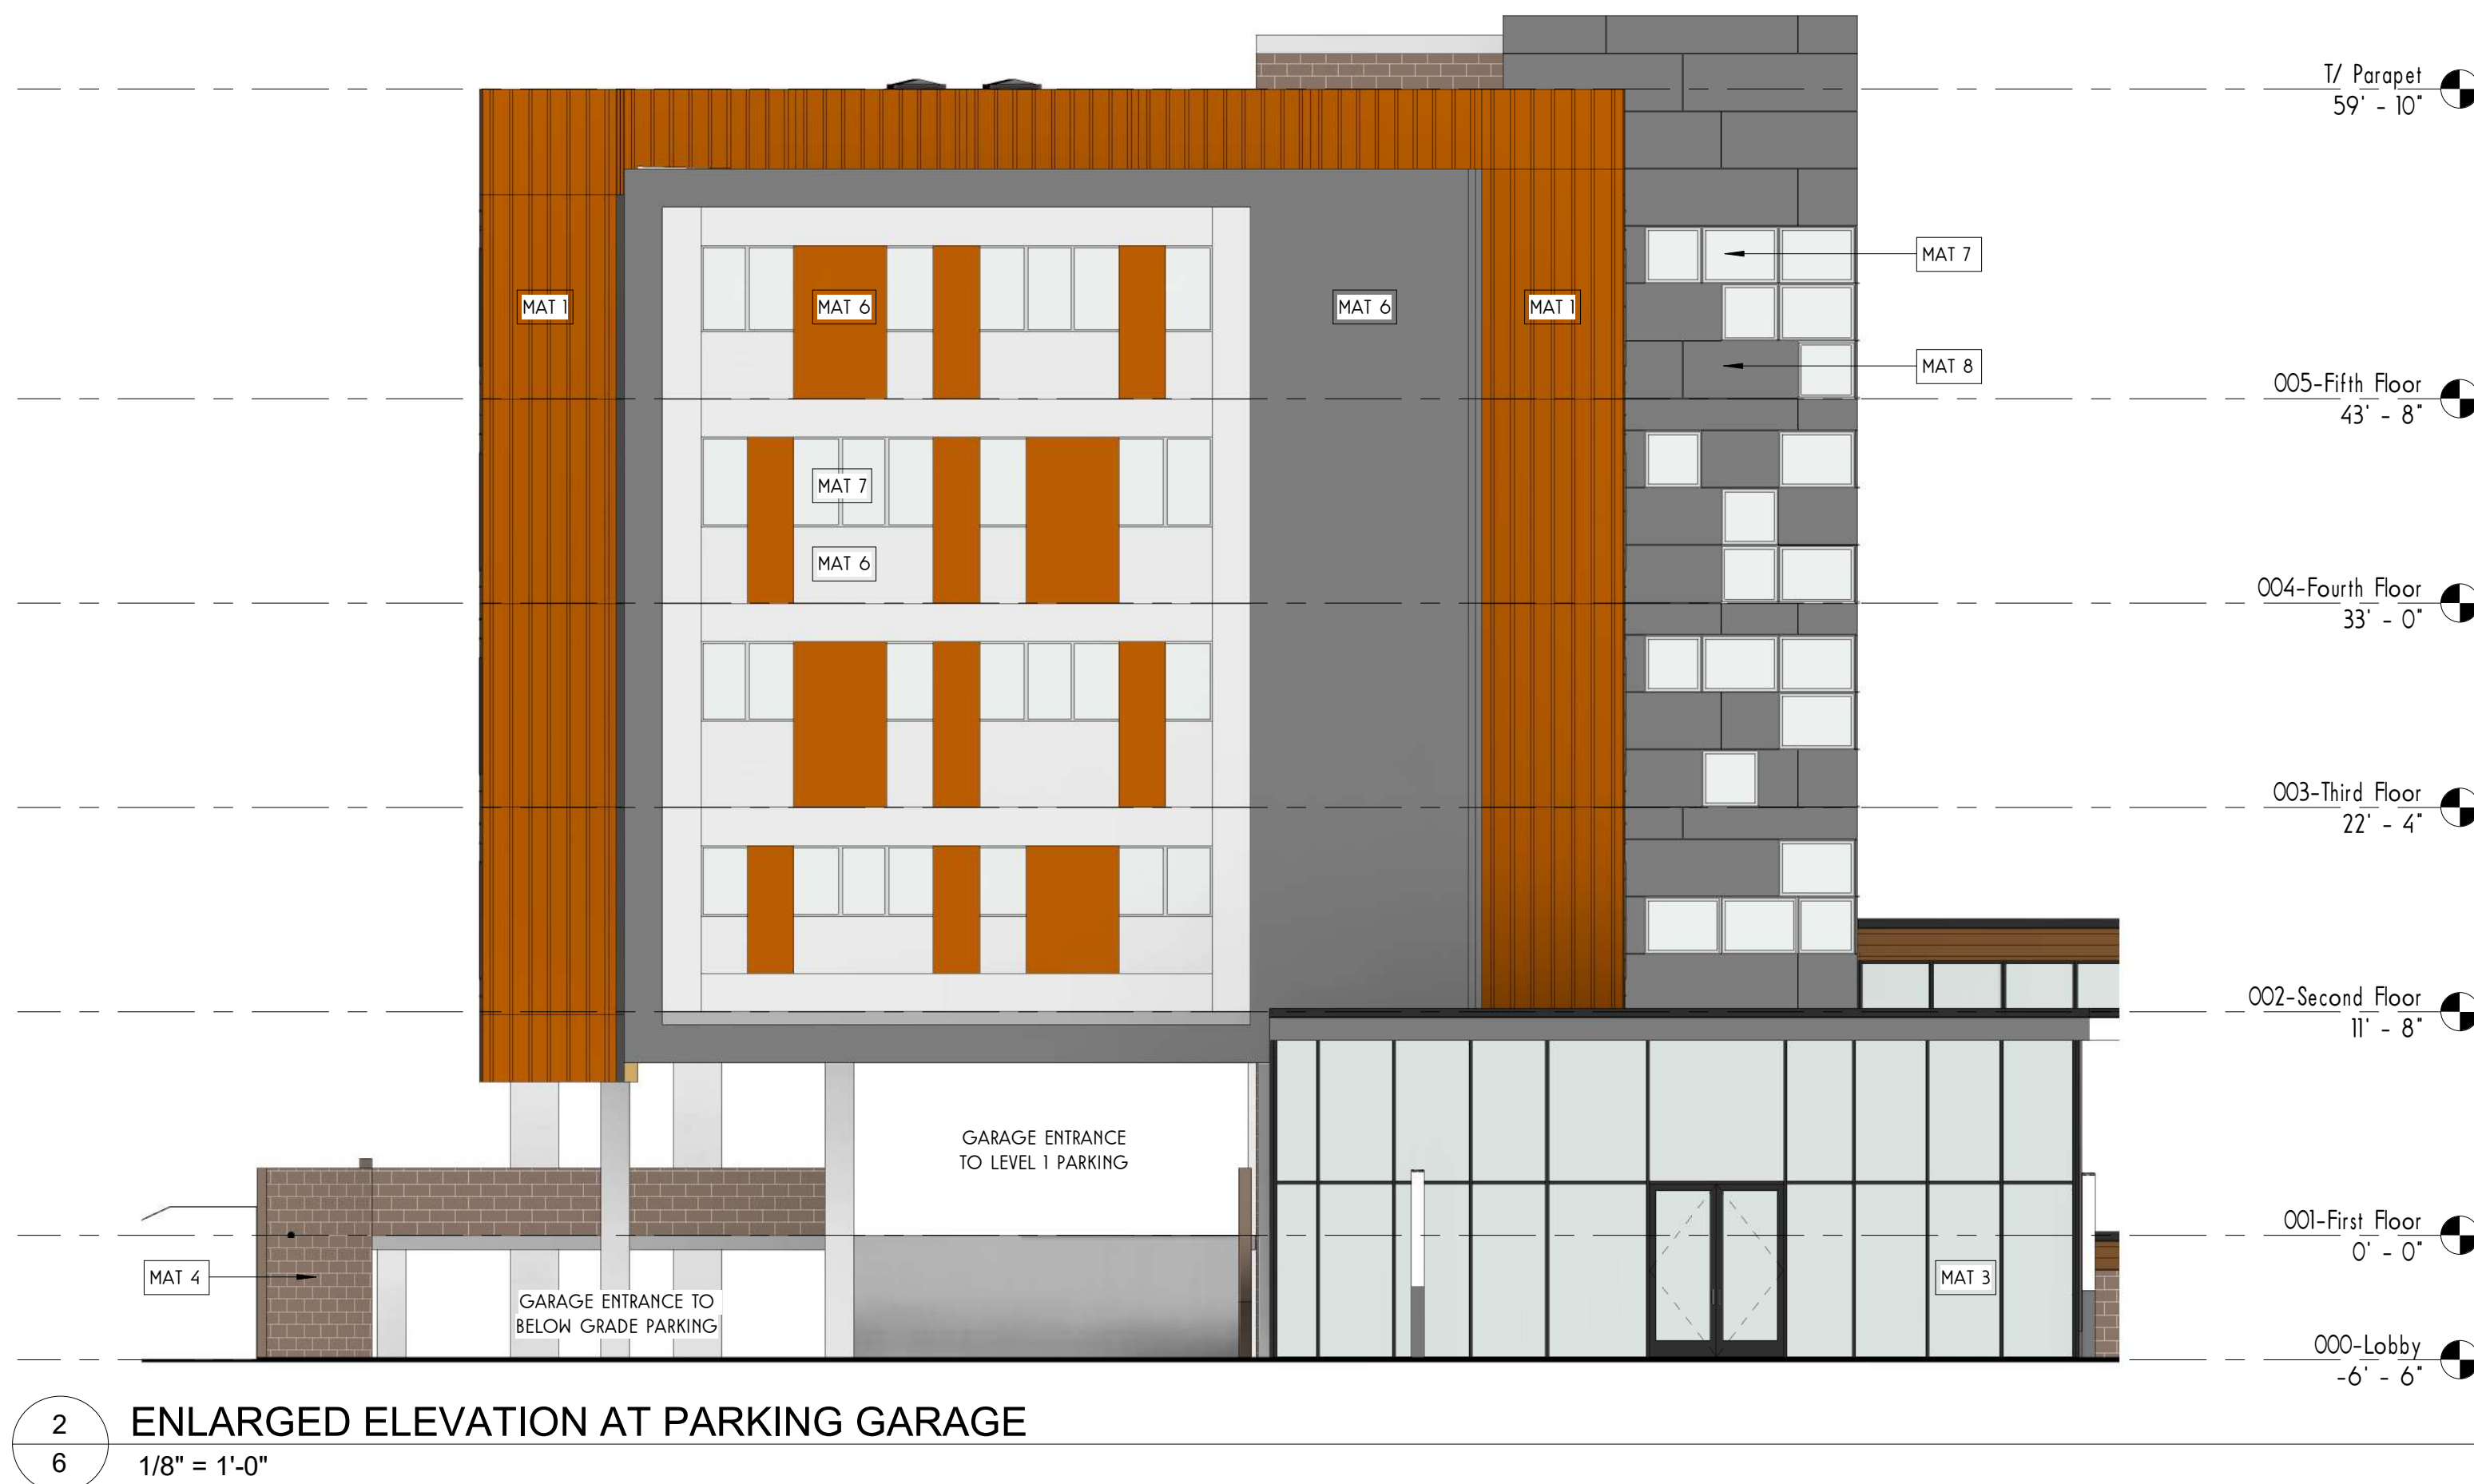 T/ Parapet
59' - 10"
MAT 7
MAT 1
MAT 6
MAT 6
MAT 1
MAT 8
005-Fifth Floor
43' - 8"
MAT 7
MAT 6
004-Fourth Floor
33' - 0"
003-Third Floor
22' - 4"
002-Second Floor
11' - 8"
GARAGE ENTRANCE
TO LEVEL 1 PARKING
001-First Floor
0' - 0"
MAT 4
MAT 3
GARAGE ENTRANCE TO
BELOW GRADE PARKING
000-Lobby
-6' - 6"
2
ENLARGED ELEVATION AT PARKING GARAGE
6
1/8" = 1'-0"